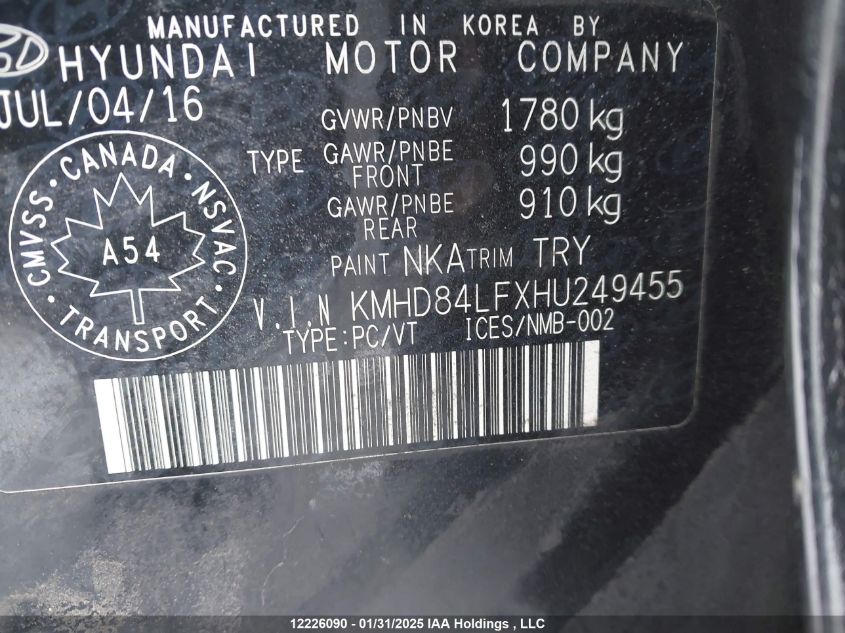 MANUFACTURED IN KOREA BY
HYUNDAI MOTOR COMPANY
JUL/04/16
GVWR/PNBV 1780 kg
TYPE GAWR/PNBE FRONT 990 kg
GAWR/PNBE REAR 910 kg
PAINT NKA TRIM TRY
V.I.N KMHD84LFXHU249455
TYPE:PC/VT ICES/NMB-002
CMVSS · CANADA · NSVAC · TRANSPORT ·
A54
12226090 - 01/31/2025 IAA Holdings , LLC